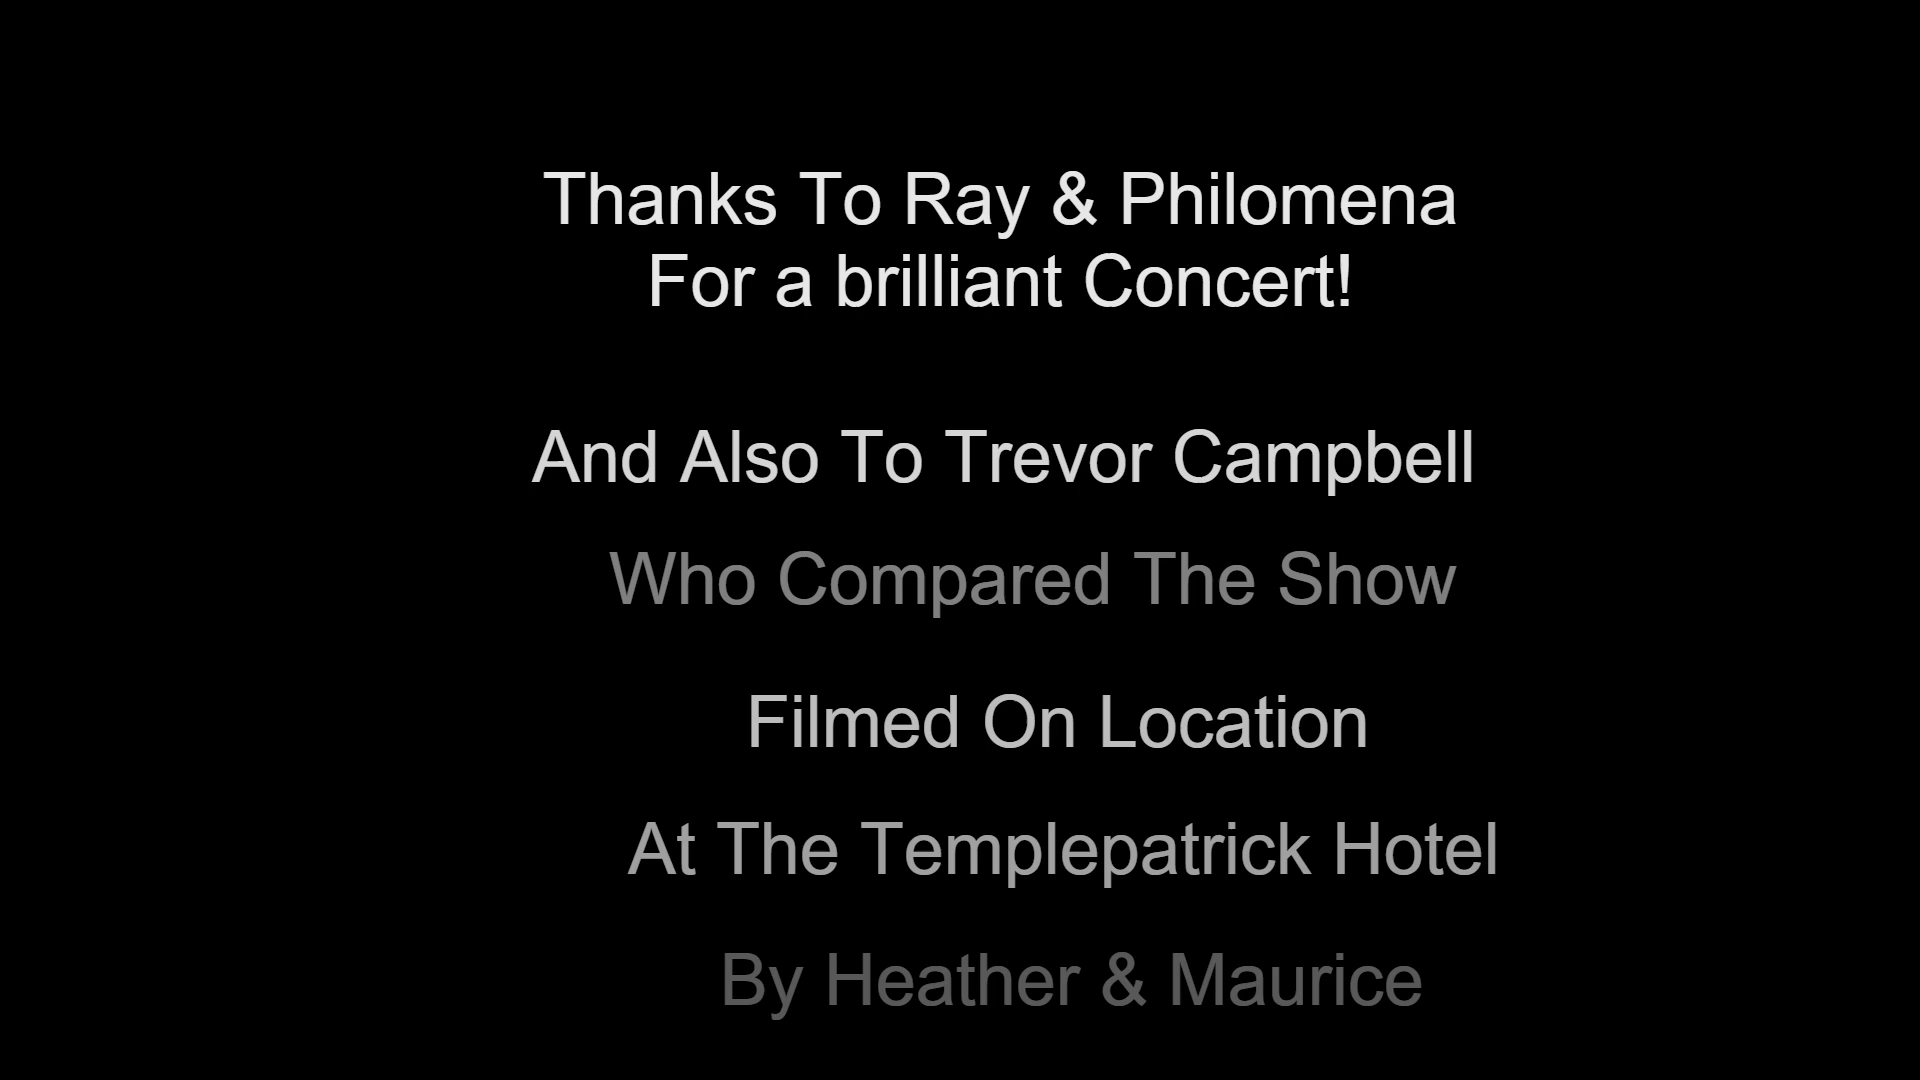 Thanks To Ray & Philomena
For a brilliant Concert!
And Also To Trevor Campbell
Who Compared The Show
Filmed On Location
At The Templepatrick Hotel
By Heather & Maurice